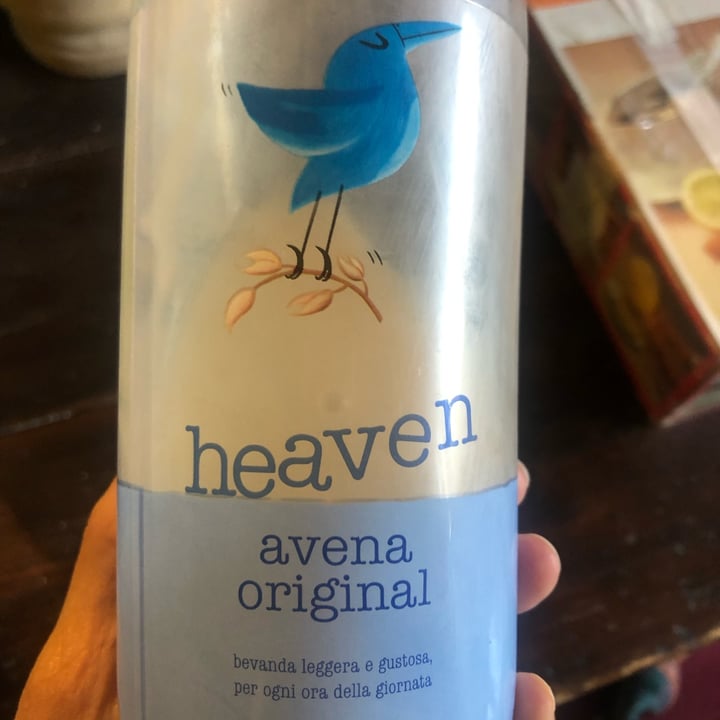 heaven
avena
original
bevanda leggera e gustosa,
per ogni ora della giornata